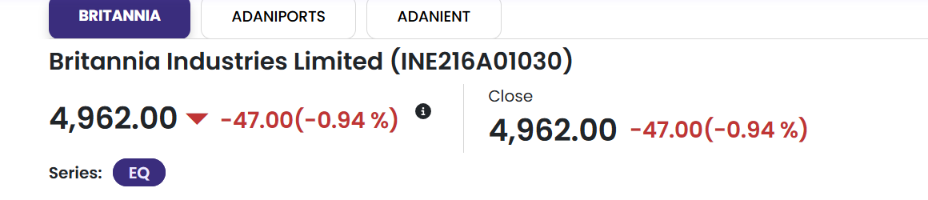 BRITANNIA ADANIPORTS ADANIENT
Britannia Industries Limited (INE216A01030)
Close
4,962.00 -47.00(-0.94 %) 4,962.00 -47.00(-0.94 %)
Series: EQ